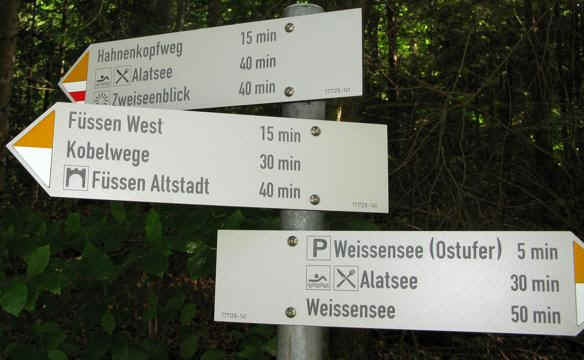 Hahnenkopfweg 15 min
Alatsee 40 min
Zweiseenblick 40 min
Füssen West 15 min
Kobelwege 30 min
Füssen Altstadt 40 min
P Weissensee (Ostufer) 5 min
Alatsee 30 min
Weissensee 50 min